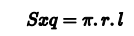 Sxq = π. r. l